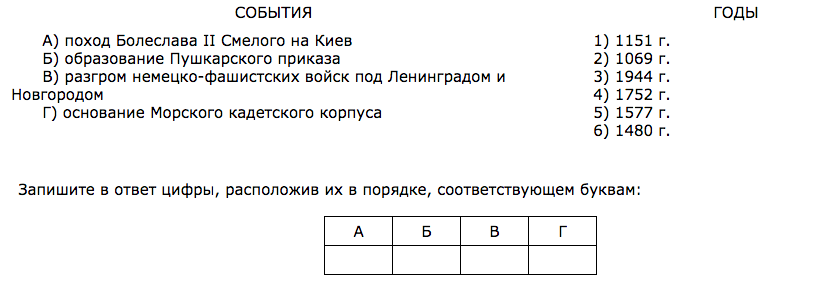 СОБЫТИЯ ГОДЫ
А) поход Болеслава II Смелого на Киев 1) 1151 г.
Б) образование Пушкарского приказа 2) 1069 г.
В) разгром немецко-фашистских войск под Ленинградом и 3) 1944 г.
Новгородом 4) 1752 г.
Г) основание Морского кадетского корпуса 5) 1577 г.
6) 1480 г.
Запишите в ответ цифры, расположив их в порядке, соответствующем буквам:
А Б В Г